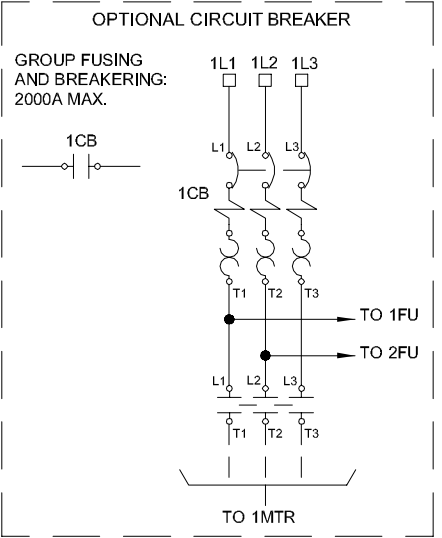 OPTIONAL CIRCUIT BREAKER
GROUP FUSING
AND BREAKERING:
2000A MAX.
1L1 1L2 1L3
1CB
L1 L2 L3
1CB
T1 T2 T3
TO 1FU
TO 2FU
L1 L2 L3
T1 T2 T3
TO 1MTR